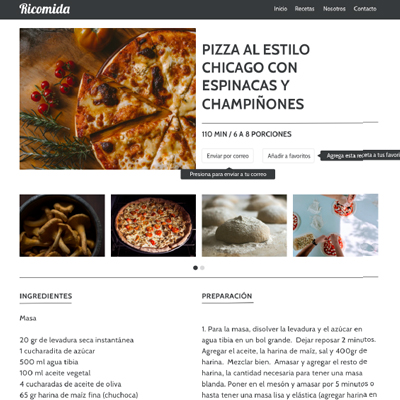 Ricomida
Inicio Recetas Nosotros Contacto
PIZZA AL ESTILO
CHICAGO CON
ESPINACAS Y
CHAMPIÑONES
110 MIN / 6 A 8 PORCIONES
Enviar por correo Añadir a favoritos Agrega esta receta a tus favori
Presiona para enviar a tu correo
INGREDIENTES
Masa
20 gr de levadura seca instantánea
1 cucharadita de azúcar
500 ml agua tibia
100 ml aceite vegetal
4 cucharadas de aceite de oliva
65 gr harina de maíz fina (chuchoca)
PREPARACIÓN
1. Para la masa, disolver la levadura y el azúcar en
agua tibia en un bol grande. Dejar reposar 2 minutos.
Agregar el aceite, la harina de maíz, sal y 400gr de
harina. Mezclar bien. Amasar y agregar el resto de
harina, la cantidad necesaria para tener una masa
blanda. Poner en el mesón y amasar por 5 minutos o
hasta tener una masa lisa y elástica (agregar harina en